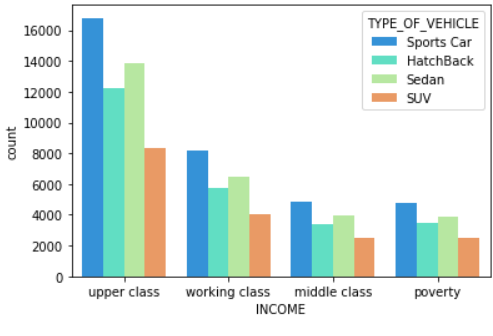 TYPE_OF_VEHICLE
Sports Car
HatchBack
Sedan
SUV
16000
14000
12000
10000
8000
6000
4000
2000
0
count
upper class working class middle class poverty
INCOME